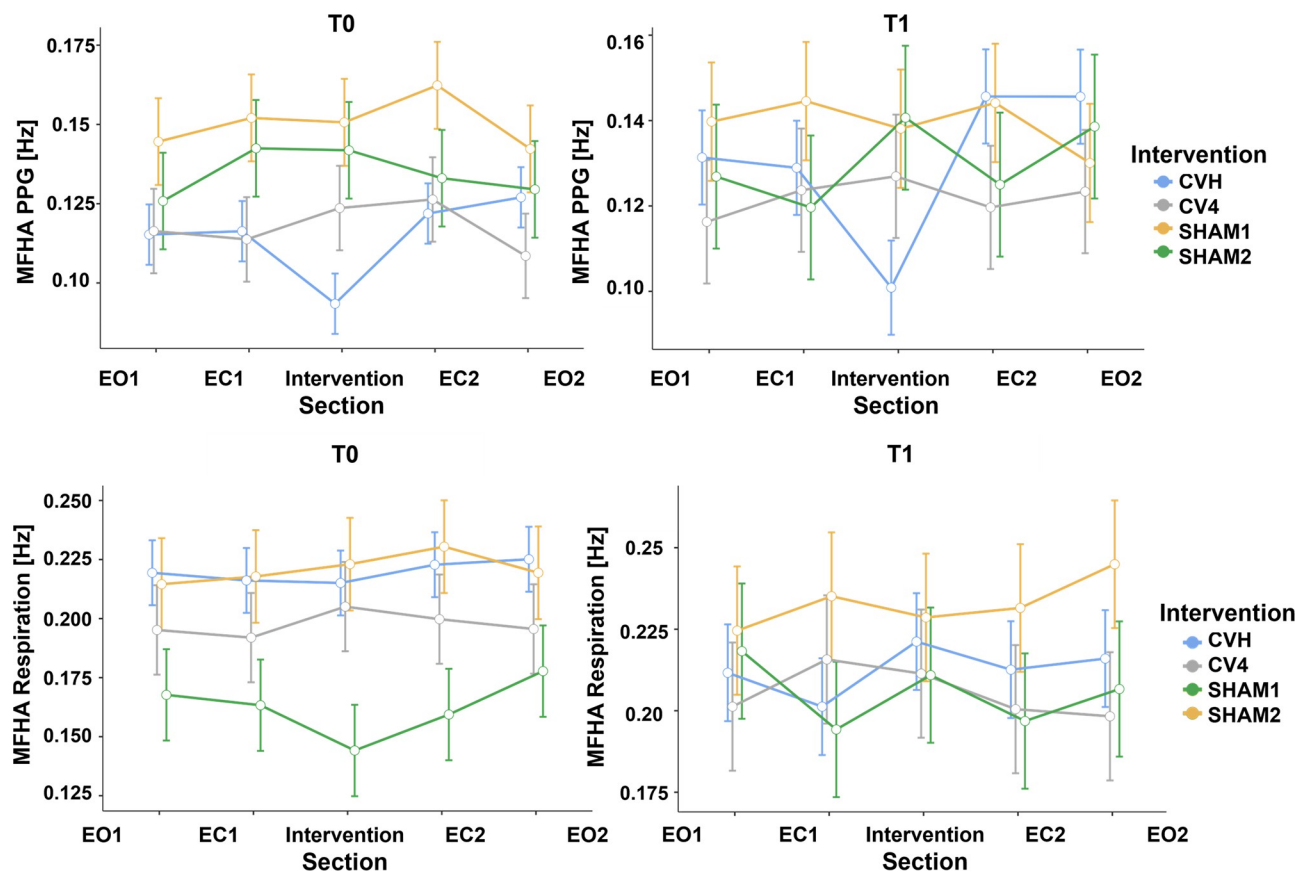 T0
T1
MFHA PPG [Hz]
0.175
0.15
0.125
0.10
EO1 EC1 Intervention EC2 EO2
Section
MFHA PPG [Hz]
0.16
0.14
0.12
0.10
EO1 EC1 Intervention EC2 EO2
Section
Intervention
CVH
CV4
SHAM1
SHAM2
T0
T1
MFHA Respiration [Hz]
0.250
0.225
0.200
0.175
0.150
0.125
EO1 EC1 Intervention EC2 EO2
Section
MFHA Respiration [Hz]
0.25
0.225
0.20
0.175
EO1 EC1 Intervention EC2 EO2
Section
Intervention
CVH
CV4
SHAM1
SHAM2